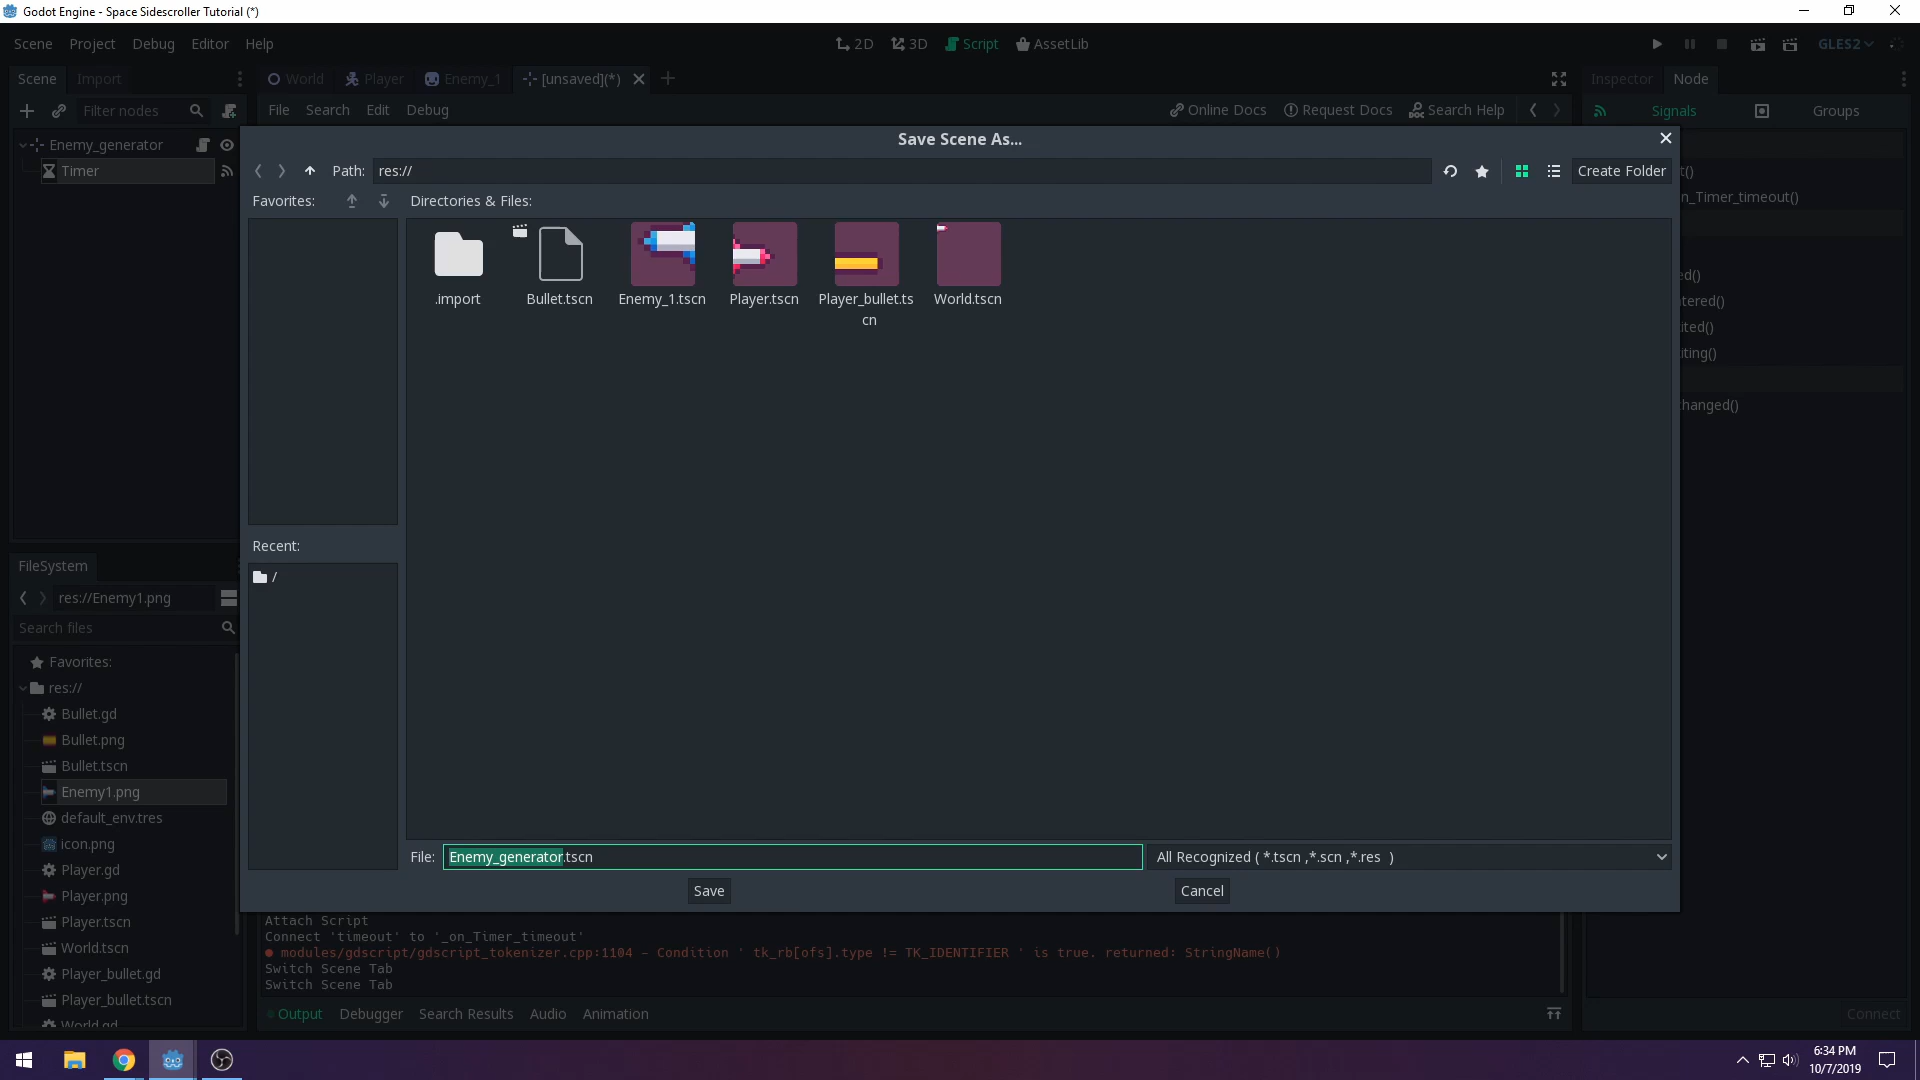 Godot Engine - Space Sidescroller Tutorial (*)
Scene Project Debug Editor Help
2D 3D Script AssetLib
GLES2
Scene Import
World Player Enemy_1 [unsaved](*)
Inspector Node
Filter nodes
File Search Edit Debug
Online Docs Request Docs Search Help
Signals Groups
Enemy_generator
Timer
Save Scene As...
Path: res://
Create Folder
Favorites:
Directories & Files:
.import
Bullet.tscn
Enemy_1.tscn
Player.tscn
Player_bullet.ts
cn
World.tscn
Recent:
/
File: Enemy_generator.tscn
All Recognized ( *.tscn ,*.scn ,*.res )
Save
Cancel
n_Timer_timeout()
FileSystem
res://Enemy1.png
Search files
Favorites:
res://
Bullet.gd
Bullet.png
Bullet.tscn
Enemy1.png
default_env.tres
icon.png
Player.gd
Player.png
Player.tscn
World.tscn
Player_bullet.gd
Player_bullet.tscn
World.gd
Attach Script
Connect 'timeout' to '_on_Timer_timeout'
modules/gdscript/gdscript_tokenizer.cpp:1104 - Condition ' tk_rb[ofs].type != TK_IDENTIFIER ' is true. returned: StringName()
Switch Scene Tab
Switch Scene Tab
Output Debugger Search Results Audio Animation
Connect
6:34 PM
10/7/2019